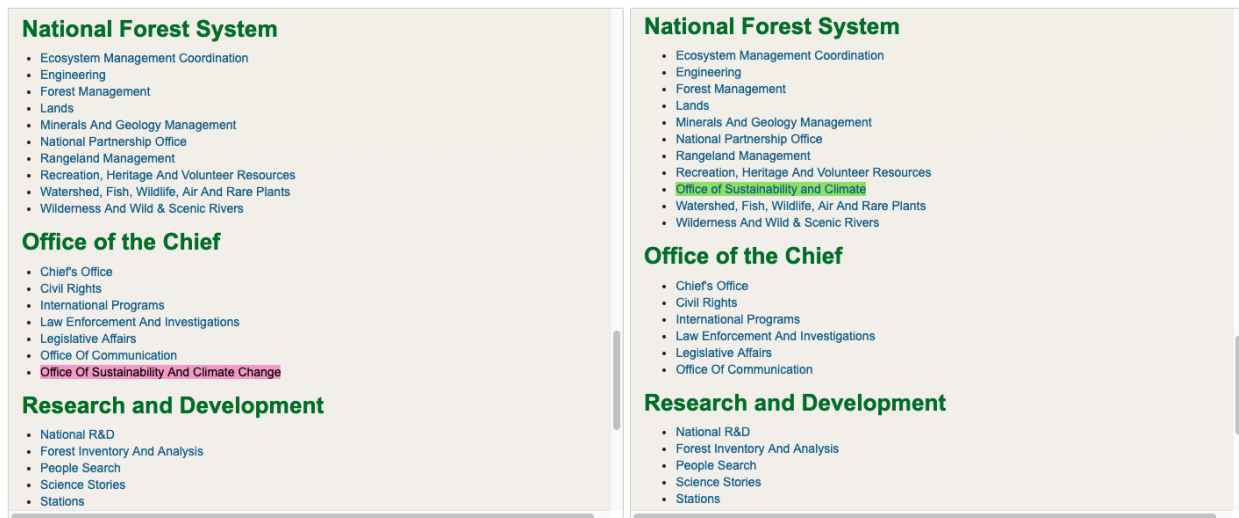 National Forest System
Ecosystem Management Coordination
Engineering
Forest Management
Lands
Minerals And Geology Management
National Partnership Office
Rangeland Management
Recreation, Heritage And Volunteer Resources
Watershed, Fish, Wildlife, Air And Rare Plants
Wilderness And Wild & Scenic Rivers
Office of the Chief
Chief's Office
Civil Rights
International Programs
Law Enforcement And Investigations
Legislative Affairs
Office Of Communication
Office Of Sustainability And Climate Change
Research and Development
National R&D
Forest Inventory And Analysis
People Search
Science Stories
Stations
National Forest System
Ecosystem Management Coordination
Engineering
Forest Management
Lands
Minerals And Geology Management
National Partnership Office
Rangeland Management
Recreation, Heritage And Volunteer Resources
Office of Sustainability and Climate
Watershed, Fish, Wildlife, Air And Rare Plants
Wilderness And Wild & Scenic Rivers
Office of the Chief
Chief's Office
Civil Rights
International Programs
Law Enforcement And Investigations
Legislative Affairs
Office Of Communication
Research and Development
National R&D
Forest Inventory And Analysis
People Search
Science Stories
Stations